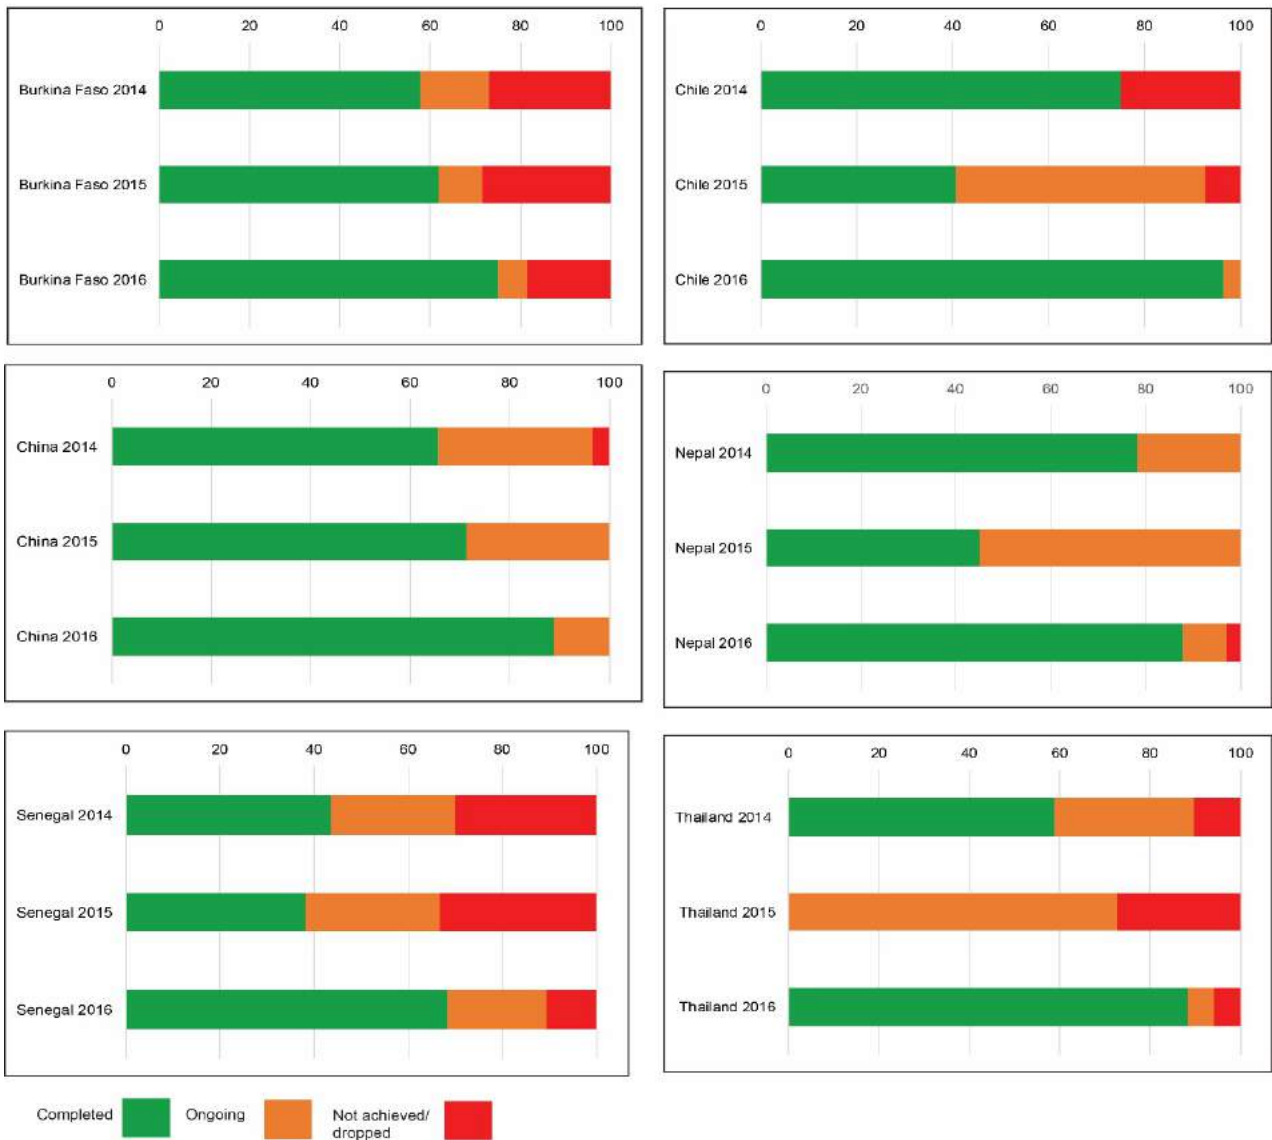 0 20 40 60 80 100
Burkina Faso 2014
Burkina Faso 2015
Burkina Faso 2016
0 20 40 60 80 100
Chile 2014
Chile 2015
Chile 2016
0 20 40 60 80 100
China 2014
China 2015
China 2016
0 20 40 60 80 100
Nepal 2014
Nepal 2015
Nepal 2016
0 20 40 60 80 100
Senegal 2014
Senegal 2015
Senegal 2016
0 20 40 60 80 100
Thailand 2014
Thailand 2015
Thailand 2016
Completed Ongoing Not achieved/
dropped